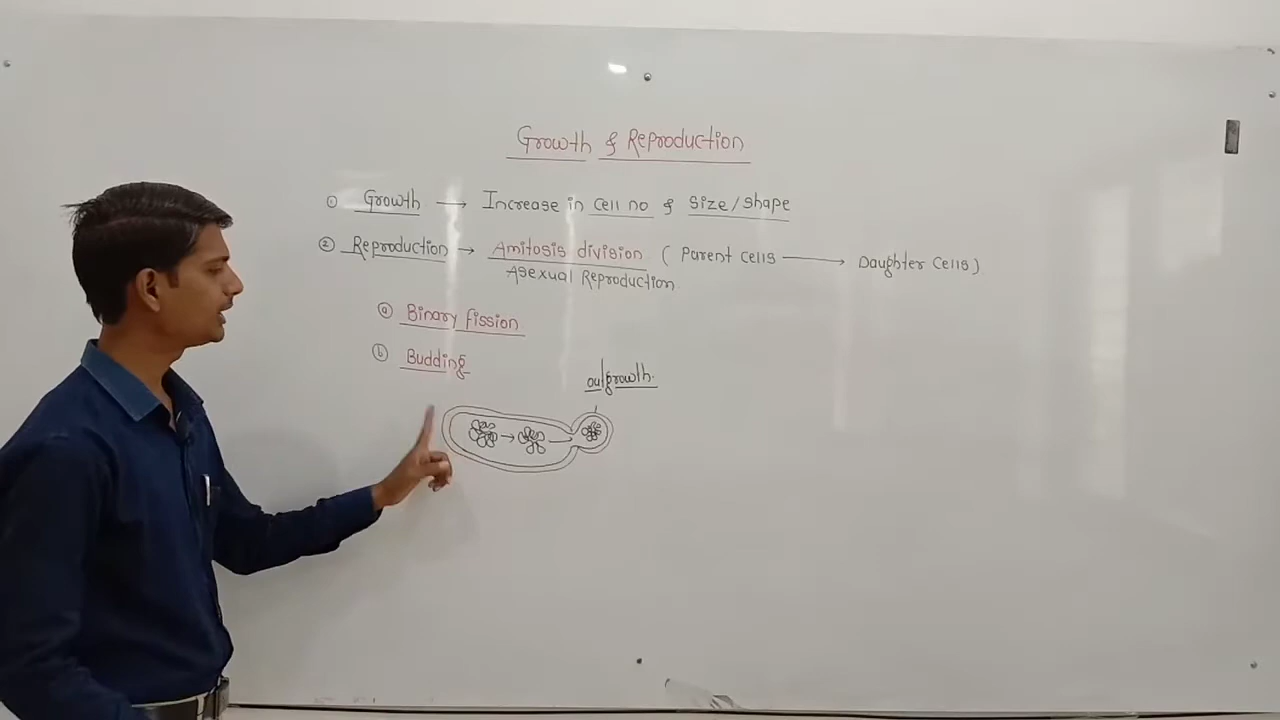 Growth & Reproduction
① Growth → Increase in cell no & Size/shape
② Reproduction → Amitosis division ( Parent cells → Daughter cells)
Asexual Reproduction.
ⓐ Binary fission
ⓑ Budding
outgrowth.